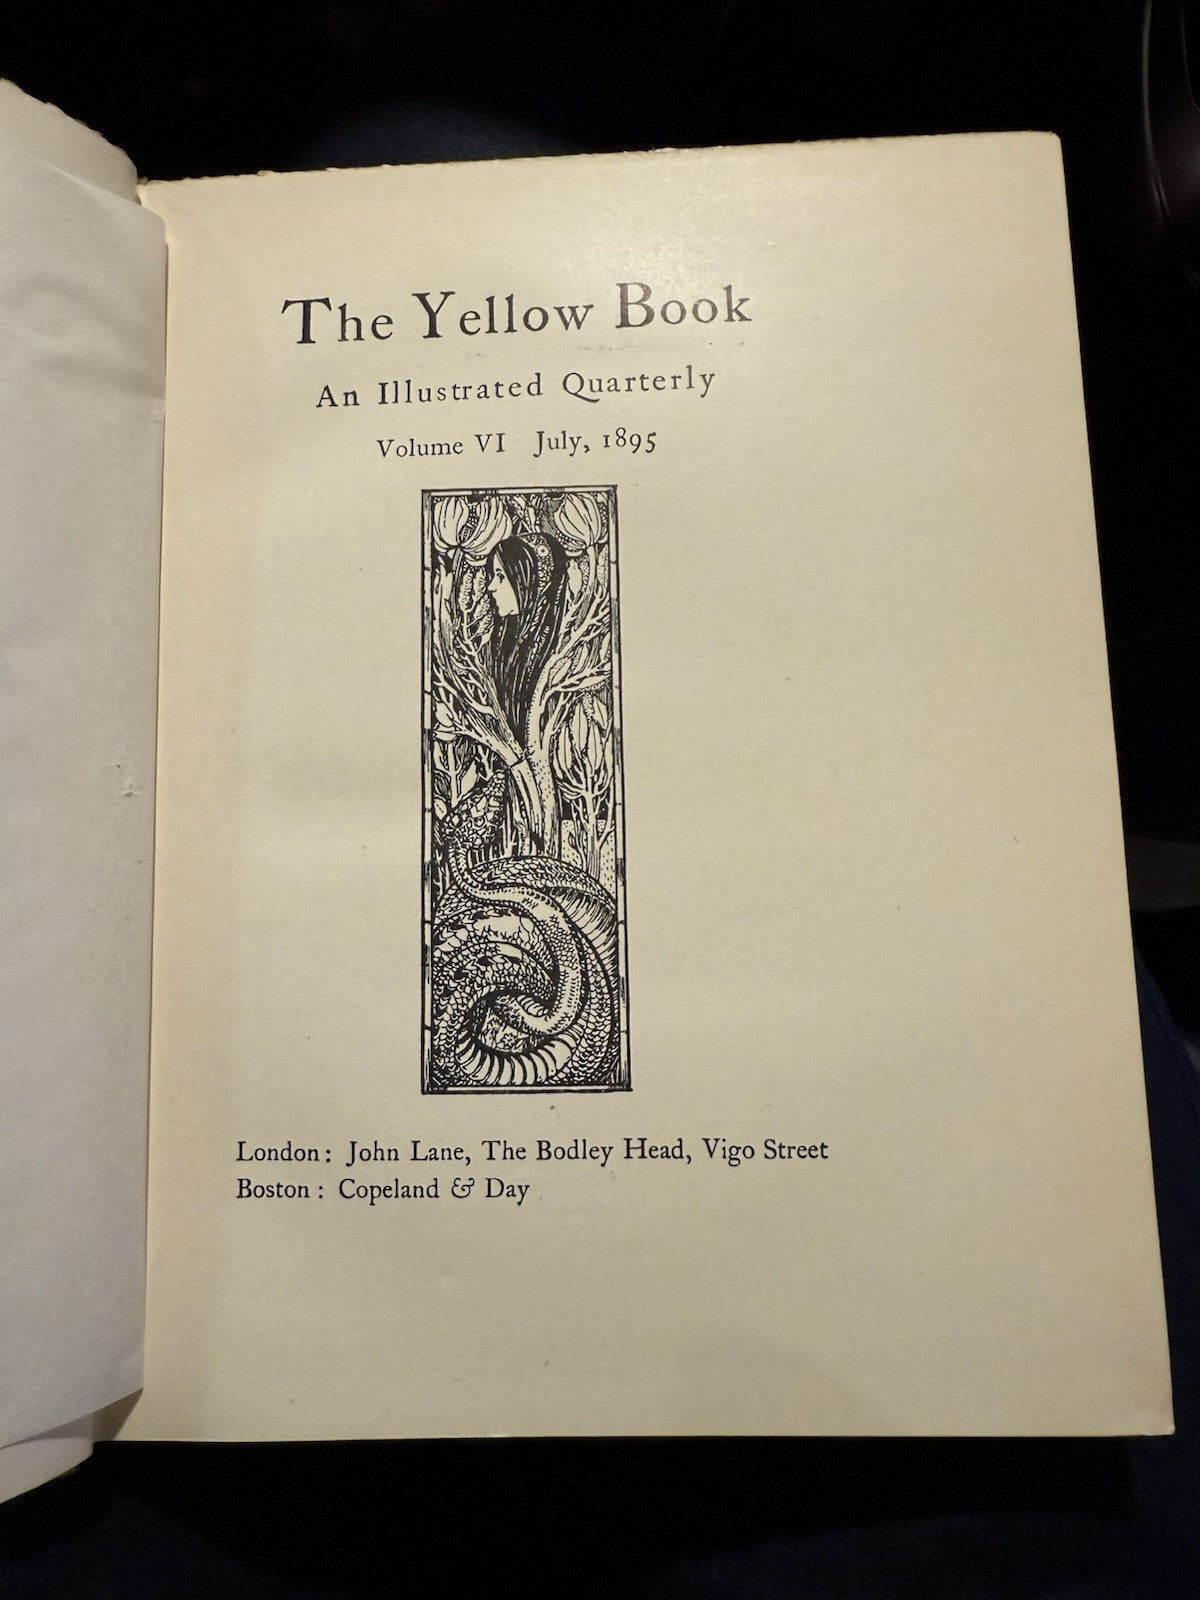 The Yellow Book
An Illustrated Quarterly
Volume VI July, 1895
London: John Lane, The Bodley Head, Vigo Street
Boston: Copeland & Day